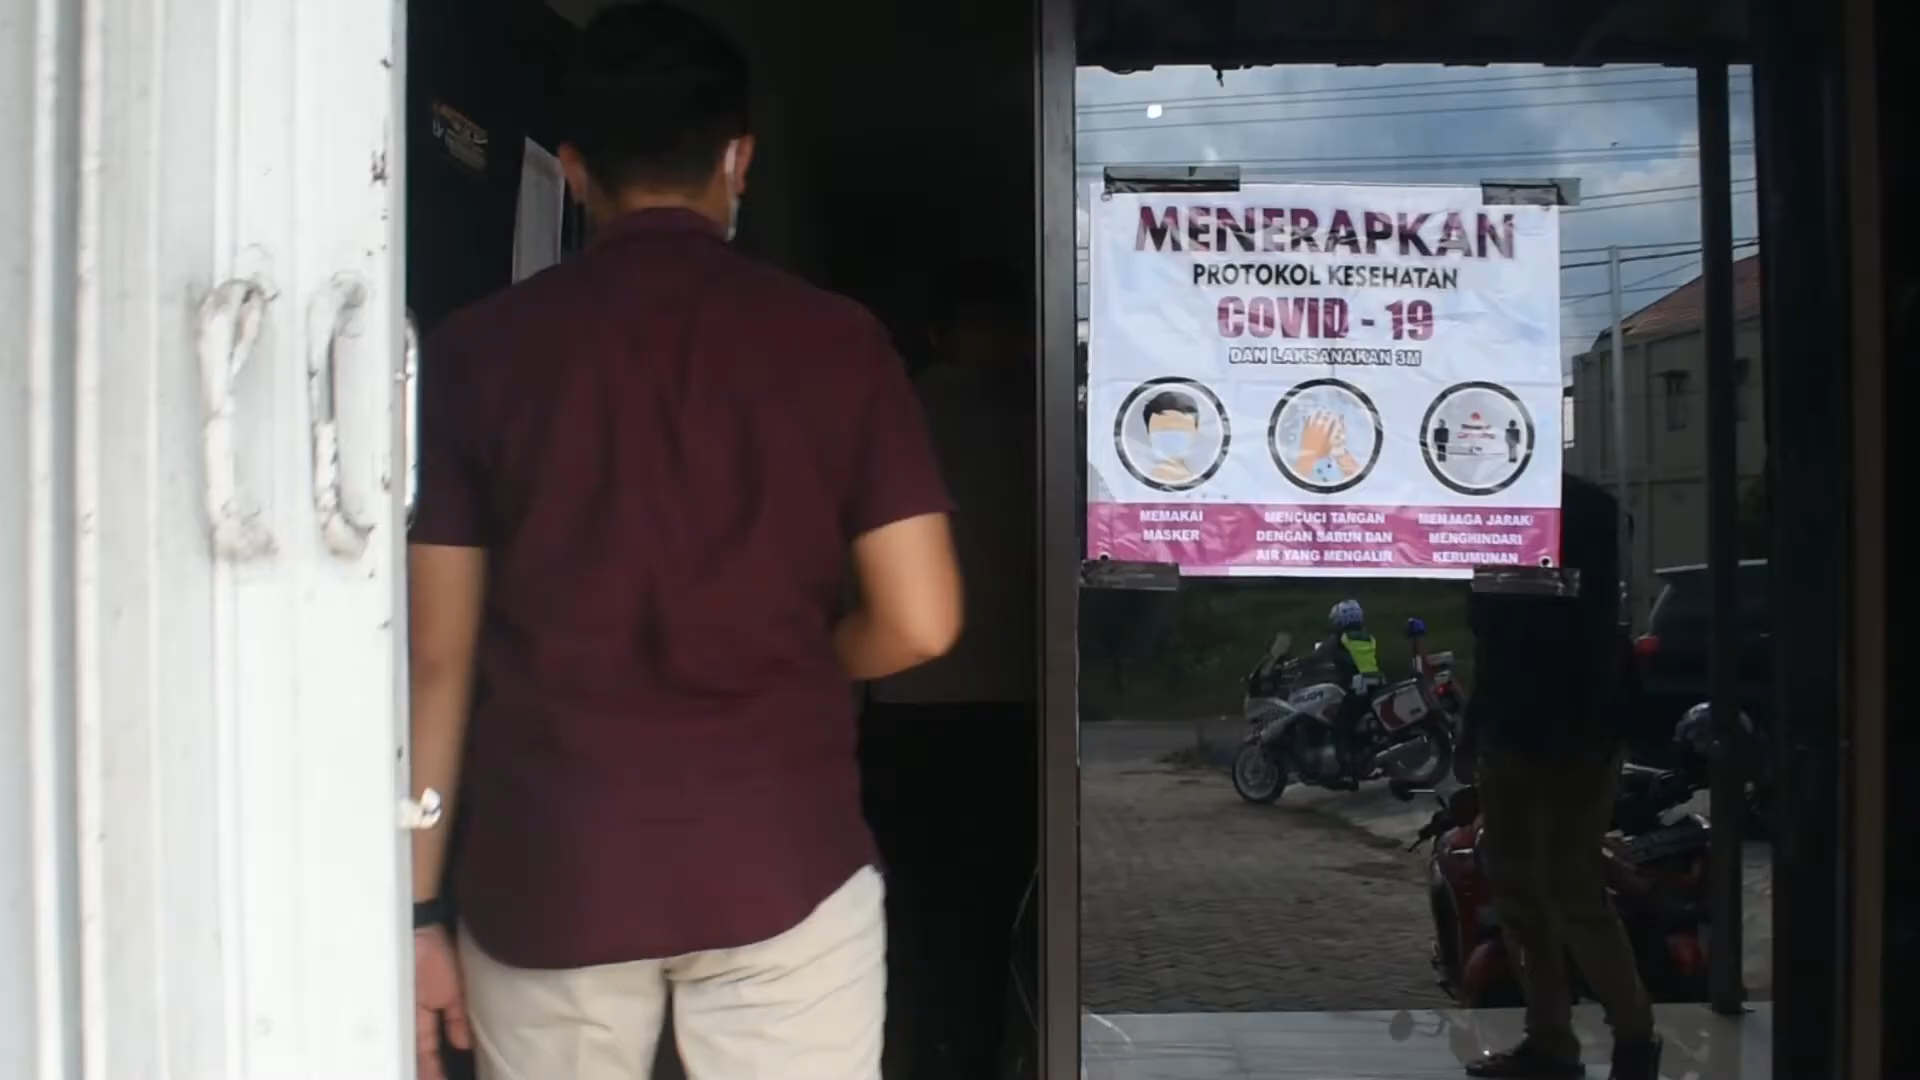 MENERAPKAN
PROTOKOL KESEHATAN
COVID - 19
DAN LAKSANAKAN 3M
MEMAKAI
MASKER
MENCUCI TANGAN
DENGAN SABUN DAN
AIR YANG MENGALIR
MENJAGA JARAK/
MENGHINDARI
KERUMUNAN